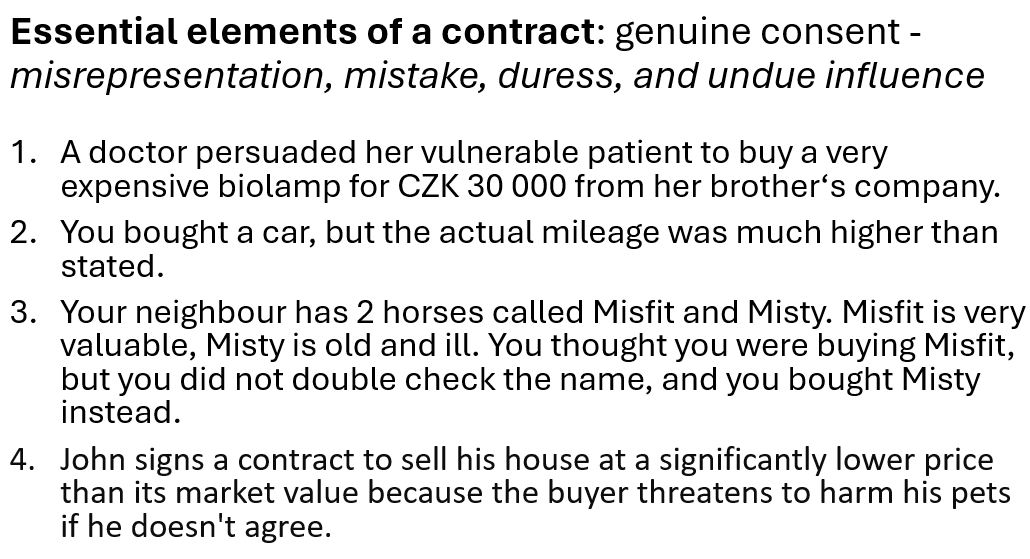 Essential elements of a contract: genuine consent -
misrepresentation, mistake, duress, and undue influence
1. A doctor persuaded her vulnerable patient to buy a very
expensive biolamp for CZK 30 000 from her brother‘s company.
2. You bought a car, but the actual mileage was much higher than
stated.
3. Your neighbour has 2 horses called Misfit and Misty. Misfit is very
valuable, Misty is old and ill. You thought you were buying Misfit,
but you did not double check the name, and you bought Misty
instead.
4. John signs a contract to sell his house at a significantly lower price
than its market value because the buyer threatens to harm his pets
if he doesn't agree.